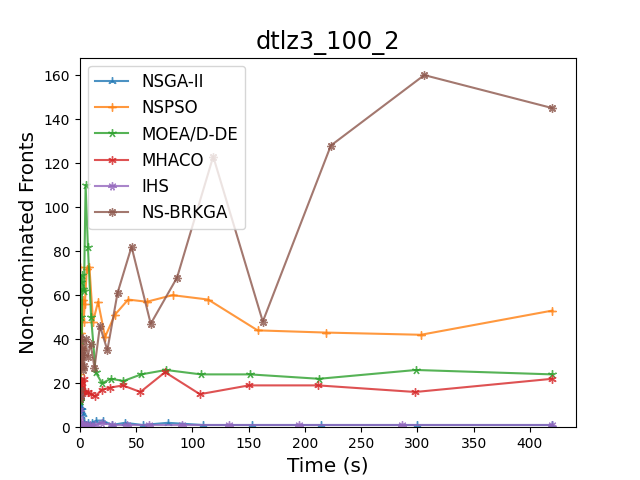 dtlz3_100_2
NSGA-II
NSPSO
MOEA/D-DE
MHACO
IHS
NS-BRKGA
Non-dominated Fronts
160
140
120
100
80
60
40
20
0
0 50 100 150 200 250 300 350 400
Time (s)